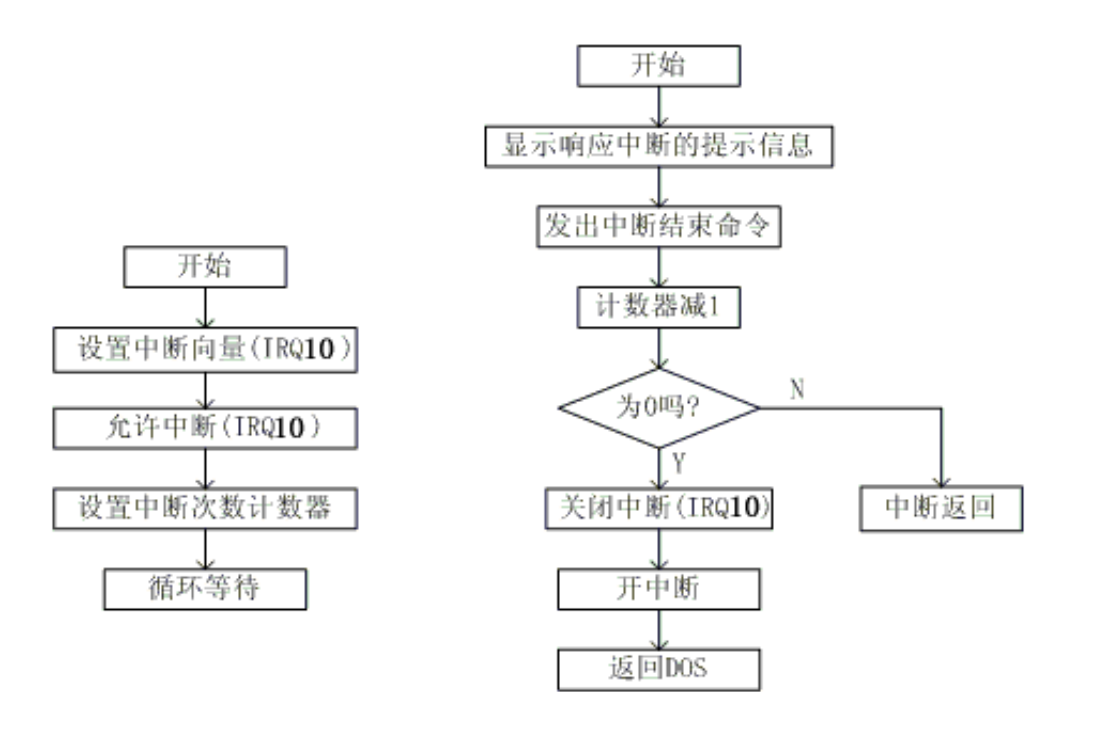 开始
设置中断向量(IRQ10)
允许中断(IRQ10)
设置中断次数计数器
循环等待
开始
显示响应中断的提示信息
发出中断结束命令
计数器减1
为0吗?
N
Y
关闭中断(IRQ10)
中断返回
开中断
返回DOS